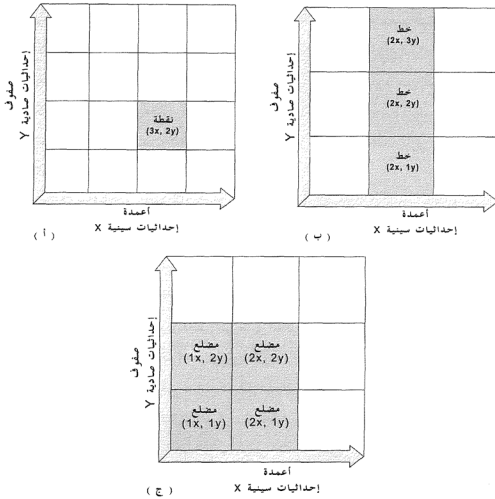 صفوف
إحداثيات صادية Y
نقطة
(3x, 2y)
أعمدة
إحداثيات سينية X
( أ )
صفوف
إحداثيات صادية Y
خط
(2x, 3y)
خط
(2x, 2y)
خط
(2x, 1y)
أعمدة
إحداثيات سينية X
( ب )
صفوف
إحداثيات صادية Y
مضلع
(1x, 2y)
مضلع
(2x, 2y)
مضلع
(1x, 1y)
مضلع
(2x, 1y)
أعمدة
إحداثيات سينية X
( ج )